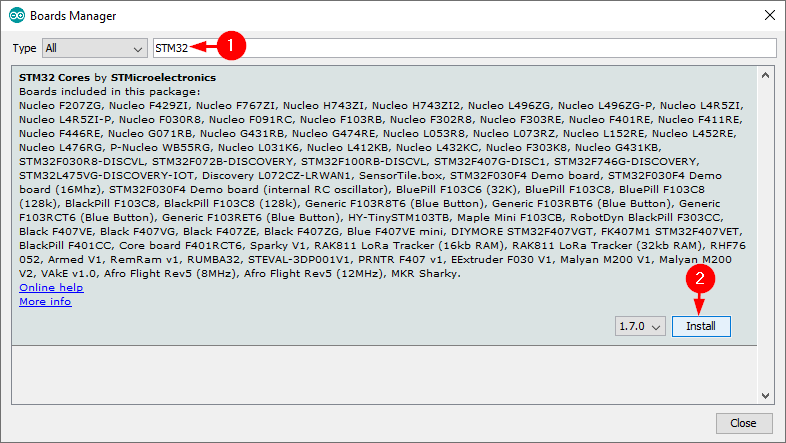 Boards Manager
Type All STM32 1
STM32 Cores by STMicroelectronics
Boards included in this package:
Nucleo F207ZG, Nucleo F429ZI, Nucleo F767ZI, Nucleo H743ZI, Nucleo H743ZI2, Nucleo L496ZG, Nucleo L496ZG-P, Nucleo L4R5ZI,
Nucleo L4R5ZI-P, Nucleo F030R8, Nucleo F091RC, Nucleo F103RB, Nucleo F302R8, Nucleo F303RE, Nucleo F401RE, Nucleo F411RE,
Nucleo F446RE, Nucleo G071RB, Nucleo G431RB, Nucleo G474RE, Nucleo L053R8, Nucleo L073RZ, Nucleo L152RE, Nucleo L452RE,
Nucleo L476RG, P-Nucleo WB55RG, Nucleo L031K6, Nucleo L412KB, Nucleo L432KC, Nucleo F303K8, Nucleo G431KB,
STM32F030R8-DISCVL, STM32F072B-DISCOVERY, STM32F100RB-DISCVL, STM32F407G-DISC1, STM32F746G-DISCOVERY,
STM32L475VG-DISCOVERY-IOT, Discovery L072CZ-LRWAN1, SensorTile.box, STM32F030F4 Demo board, STM32F030F4 Demo
board (16Mhz), STM32F030F4 Demo board (internal RC oscillator), BluePill F103C6 (32K), BluePill F103C8, BluePill F103C8
(128k), BlackPill F103C8, BlackPill F103C8 (128k), Generic F103R8T6 (Blue Button), Generic F103RBT6 (Blue Button), Generic
F103RCT6 (Blue Button), Generic F103RET6 (Blue Button), HY-TinySTM103TB, Maple Mini F103CB, RobotDyn BlackPill F303CC,
Black F407VE, Black F407VG, Black F407ZE, Black F407ZG, Blue F407VE mini, DIYMORE STM32F407VGT, FK407M1 STM32F407VET,
BlackPill F401CC, Core board F401RCT6, Sparky V1, RAK811 LoRa Tracker (16kb RAM), RAK811 LoRa Tracker (32kb RAM), RHF76
052, Armed V1, RemRam v1, RUMBA32, STEVAL-3DP001V1, PRNTR F407 v1, EExtruder F030 V1, Malyan M200 V1, Malyan M200
V2, VAkE v1.0, Afro Flight Rev5 (8MHz), Afro Flight Rev5 (12MHz), MKR Sharky.
Online help
More info
2
1.7.0 Install
Close